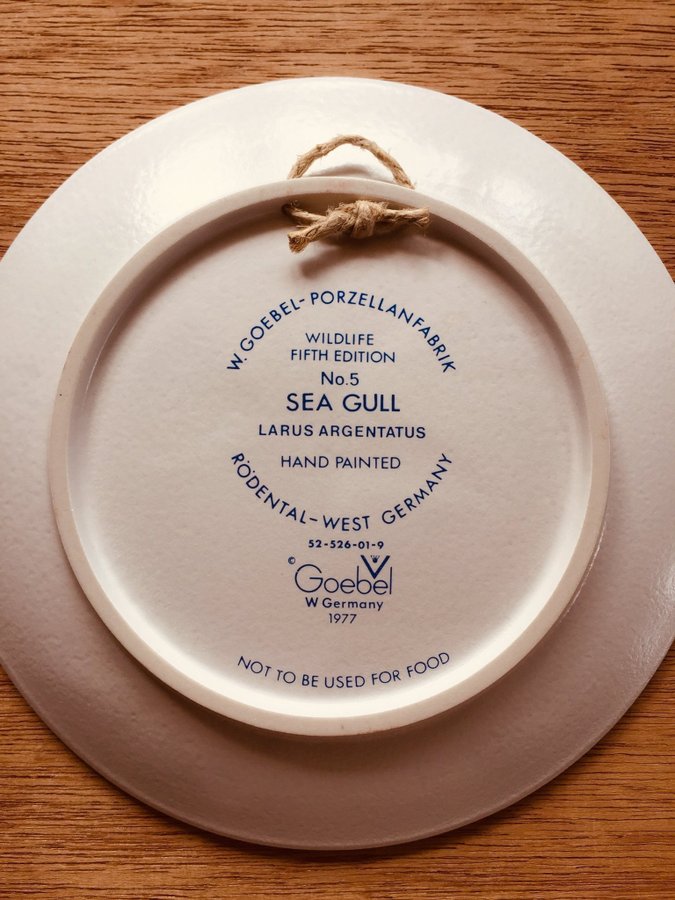 W. GOEBEL-PORZELLANFABRIK
WILDLIFE
FIFTH EDITION
No.5
SEA GULL
LARUS ARGENTATUS
HAND PAINTED
RÖDENTAL-WEST GERMANY
52-526-01-9
© Goebel
W Germany
1977
NOT TO BE USED FOR FOOD